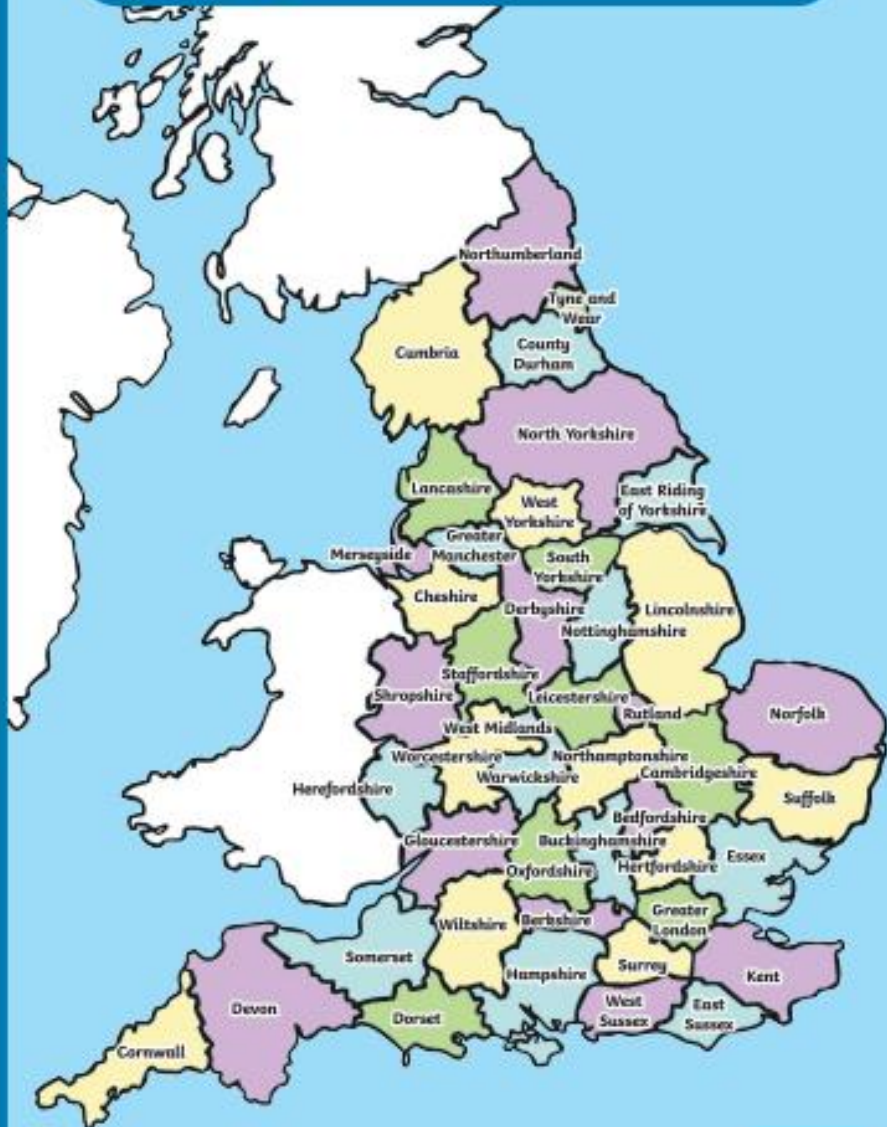 Northumberland
Tyne and
Wear
County
Durham
Cumbria
North Yorkshire
Lancashire
West
Yorkshire
East Riding
of Yorkshire
Merseyside
Greater
Manchester
South
Yorkshire
Cheshire
Derbyshire
Lincolnshire
Nottinghamshire
Staffordshire
Shropshire
Leicestershire
Rutland
Norfolk
West Midlands
Worcestershire
Northamptonshire
Herefordshire
Warwickshire
Cambridgeshire
Suffolk
Bedfordshire
Gloucestershire
Buckinghamshire
Oxfordshire
Hertfordshire
Essex
Wiltshire
Berkshire
Greater
London
Somerset
Hampshire
Surrey
Kent
Devon
Dorset
West
Sussex
East
Sussex
Cornwall